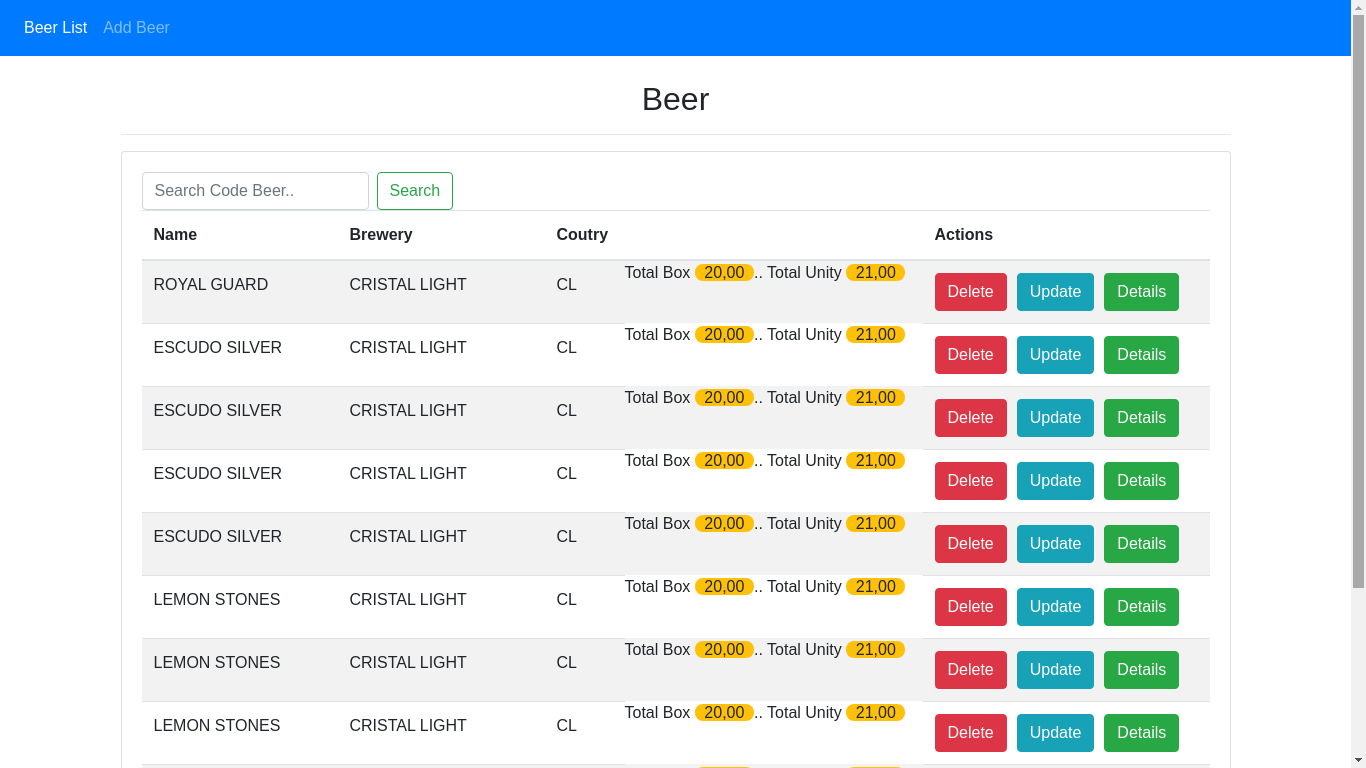 Beer List Add Beer
Beer
Search Code Beer.. Search
Name Brewery Coutry Actions
ROYAL GUARD CRISTAL LIGHT CL Total Box 20,00 .. Total Unity 21,00 Delete Update Details
ESCUDO SILVER CRISTAL LIGHT CL Total Box 20,00 .. Total Unity 21,00 Delete Update Details
ESCUDO SILVER CRISTAL LIGHT CL Total Box 20,00 .. Total Unity 21,00 Delete Update Details
ESCUDO SILVER CRISTAL LIGHT CL Total Box 20,00 .. Total Unity 21,00 Delete Update Details
ESCUDO SILVER CRISTAL LIGHT CL Total Box 20,00 .. Total Unity 21,00 Delete Update Details
LEMON STONES CRISTAL LIGHT CL Total Box 20,00 .. Total Unity 21,00 Delete Update Details
LEMON STONES CRISTAL LIGHT CL Total Box 20,00 .. Total Unity 21,00 Delete Update Details
LEMON STONES CRISTAL LIGHT CL Total Box 20,00 .. Total Unity 21,00 Delete Update Details